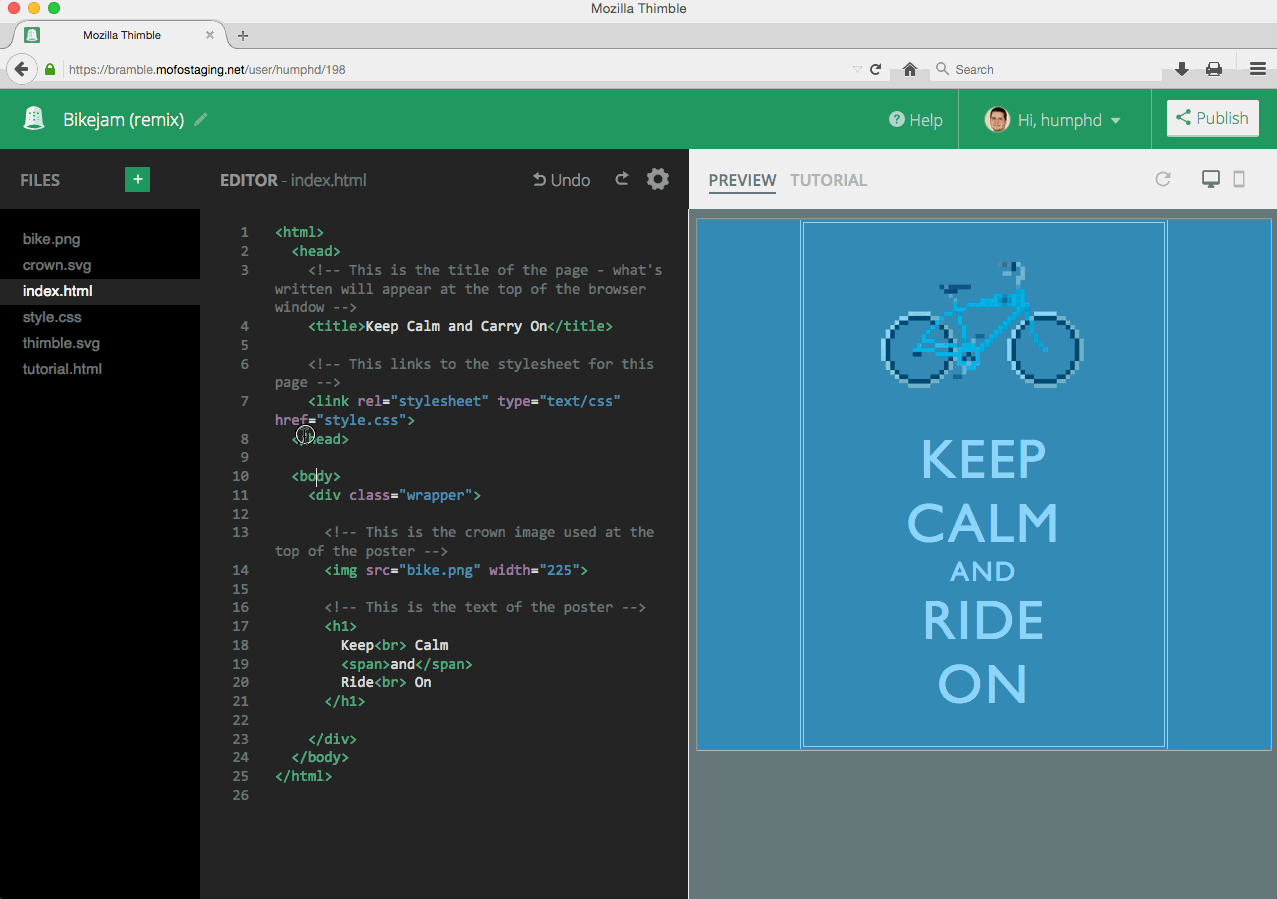 Mozilla Thimble
Mozilla Thimble
https://bramble.mofostaging.net/user/humphd/198
Search
Bikejam (remix)
Help
Hi, humphd
Publish
FILES
+
EDITOR - index.html
Undo
PREVIEW
TUTORIAL
bike.png
crown.svg
index.html
style.css
thimble.svg
tutorial.html
1 <html>
2 <head>
3 <!-- This is the title of the page - what's
written will appear at the top of the browser
window -->
4 <title>Keep Calm and Carry On</title>
5
6 <!-- This links to the stylesheet for this
page -->
7 <link rel="stylesheet" type="text/css"
href="style.css">
8 </head>
9
10 <body>
11 <div class="wrapper">
12
13 <!-- This is the crown image used at the
top of the poster -->
14 <img src="bike.png" width="225">
15
16 <!-- This is the text of the poster -->
17 <h1>
18 Keep<br> Calm
19 <span>and</span>
20 Ride<br> On
21 </h1>
22
23 </div>
24 </body>
25 </html>
26
KEEP
CALM
AND
RIDE
ON